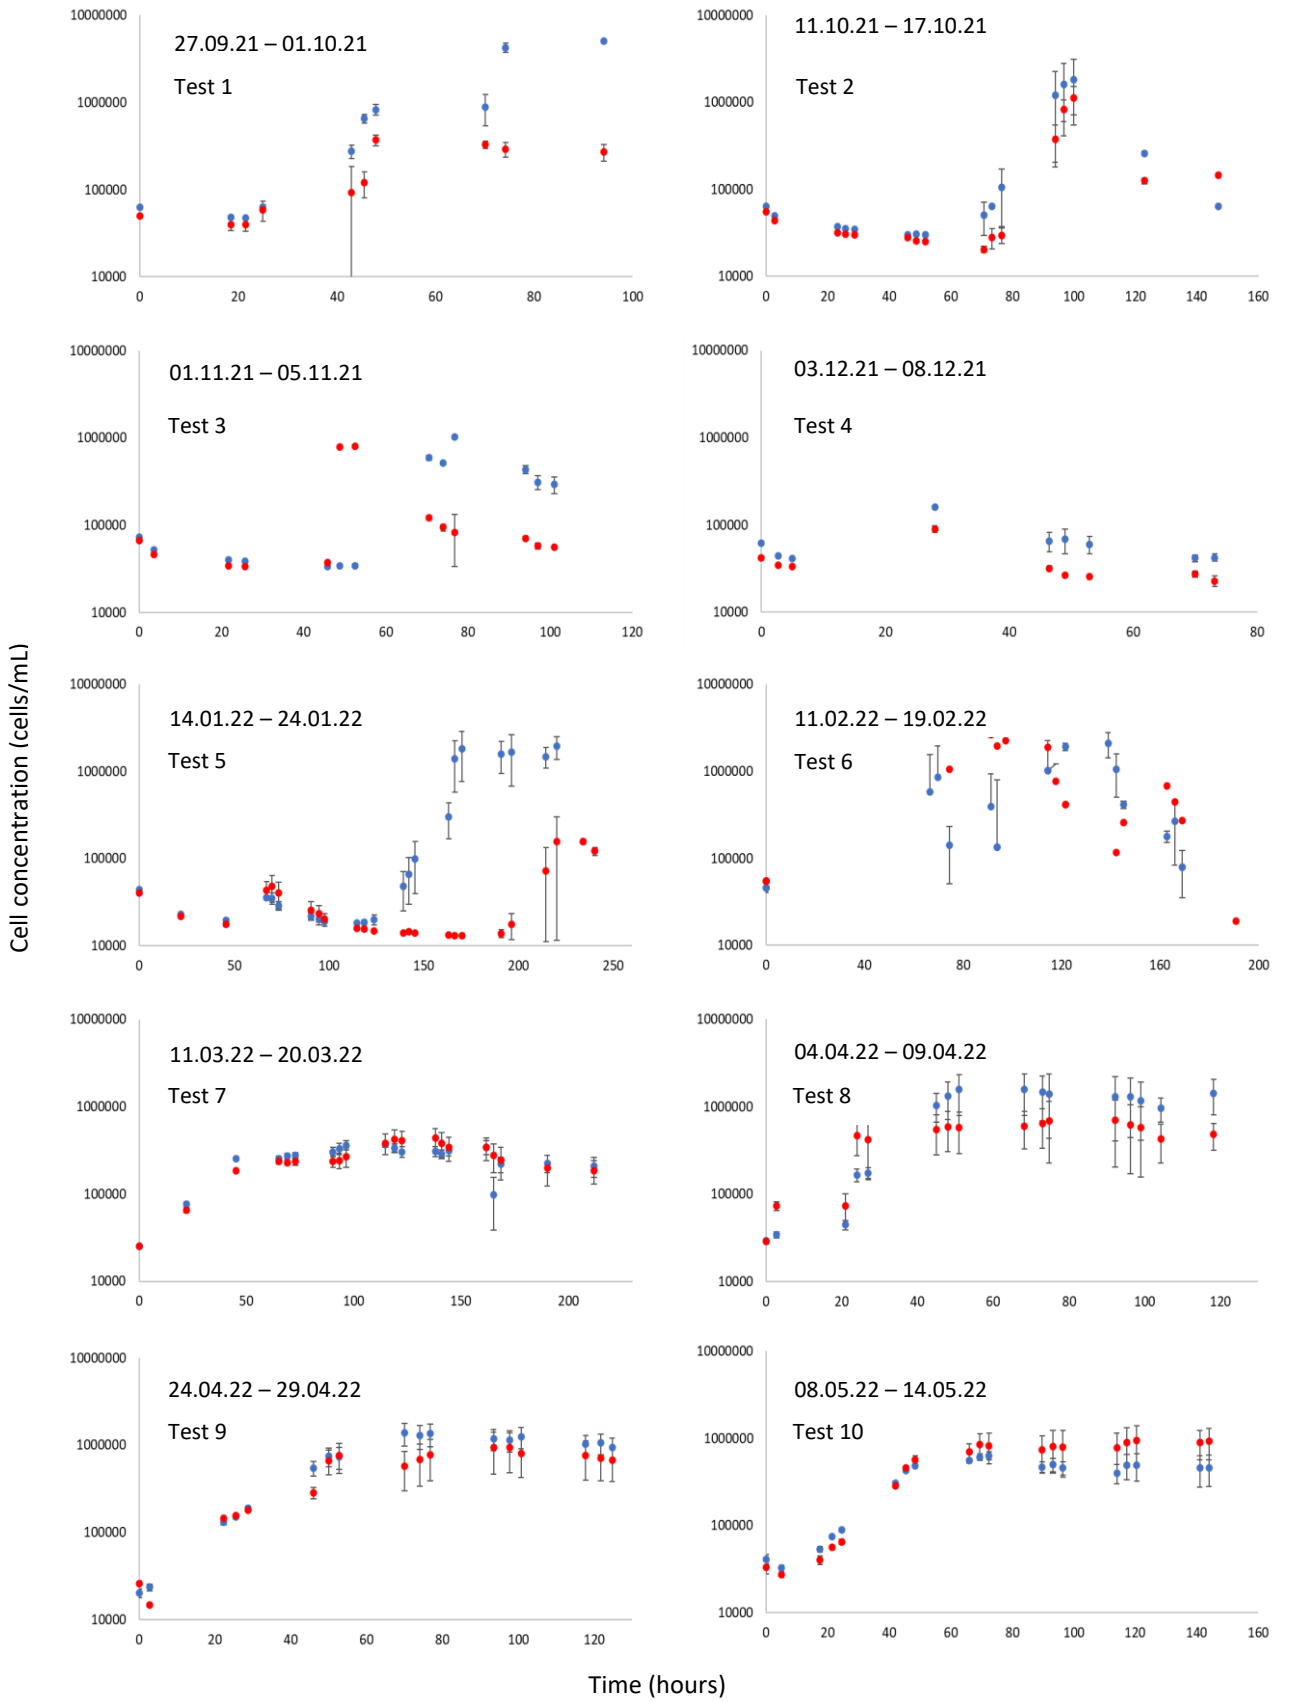 Cell concentration (cells/mL)
27.09.21 – 01.10.21
Test 1
10000000
1000000
100000
10000
0 20 40 60 80 100
11.10.21 – 17.10.21
Test 2
10000000
1000000
100000
10000
0 20 40 60 80 100 120 140 160
01.11.21 – 05.11.21
Test 3
10000000
1000000
100000
10000
0 20 40 60 80 100 120
03.12.21 – 08.12.21
Test 4
10000000
1000000
100000
10000
0 20 40 60 80
14.01.22 – 24.01.22
Test 5
10000000
1000000
100000
10000
0 50 100 150 200 250
11.02.22 – 19.02.22
Test 6
10000000
1000000
100000
10000
0 40 80 120 160 200
11.03.22 – 20.03.22
Test 7
10000000
1000000
100000
10000
0 50 100 150 200
04.04.22 – 09.04.22
Test 8
10000000
1000000
100000
10000
0 20 40 60 80 100 120
24.04.22 – 29.04.22
Test 9
10000000
1000000
100000
10000
0 20 40 60 80 100 120
08.05.22 – 14.05.22
Test 10
10000000
1000000
100000
10000
0 20 40 60 80 100 120 140 160
Time (hours)